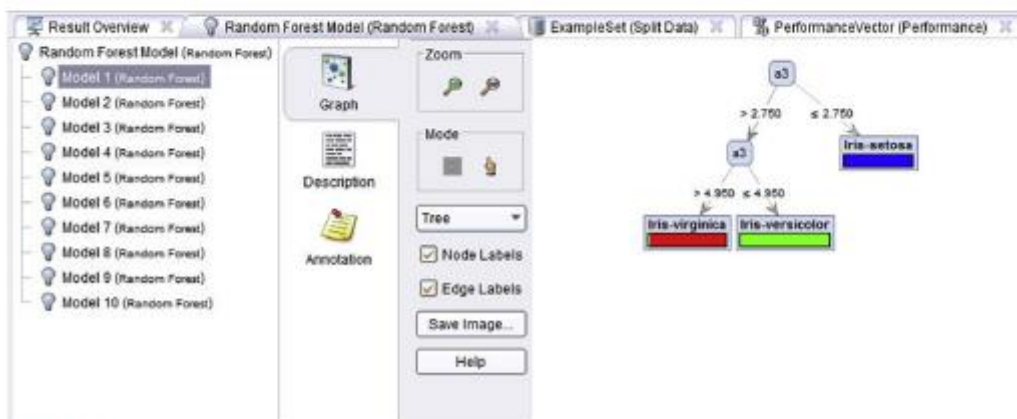 Result Overview
Random Forest Model (Random Forest)
ExampleSet (Split Data)
PerformanceVector (Performance)
Random Forest Model (Random Forest)
Model 1 (Random Forest)
Model 2 (Random Forest)
Model 3 (Random Forest)
Model 4 (Random Forest)
Model 5 (Random Forest)
Model 6 (Random Forest)
Model 7 (Random Forest)
Model 8 (Random Forest)
Model 9 (Random Forest)
Model 10 (Random Forest)
Graph
Description
Annotation
Zoom
Mode
Tree
Node Labels
Edge Labels
Save Image...
Help
a3
> 2.750 ≤ 2.750
a3
Iris-setosa
> 4.950 ≤ 4.950
Iris-virginica
Iris-versicolor